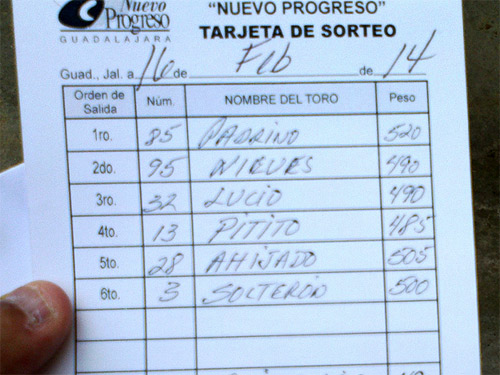 Nuevo Progreso
GUADALAJARA
"NUEVO PROGRESO"
TARJETA DE SORTEO
Guad., Jal. a 16 de Feb de 14
Orden de Salida Núm. NOMBRE DEL TORO Peso
1ro. 85 PADRINO 520
2do. 95 NIEVES 490
3ro. 32 LUCIO 490
4to. 13 PITITO 485
5to. 28 AHIJADO 505
6to. 3 SOLTERON 500